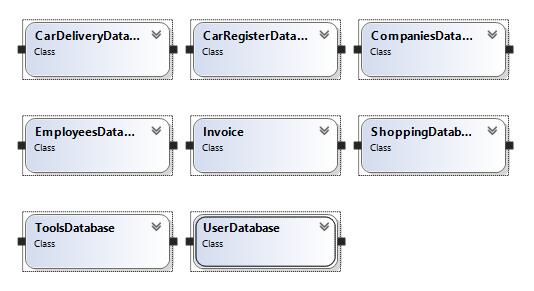 CarDeliveryData...
Class
CarRegisterData...
Class
CompaniesData...
Class
EmployeesData...
Class
Invoice
Class
ShoppingDatab...
Class
ToolsDatabase
Class
UserDatabase
Class